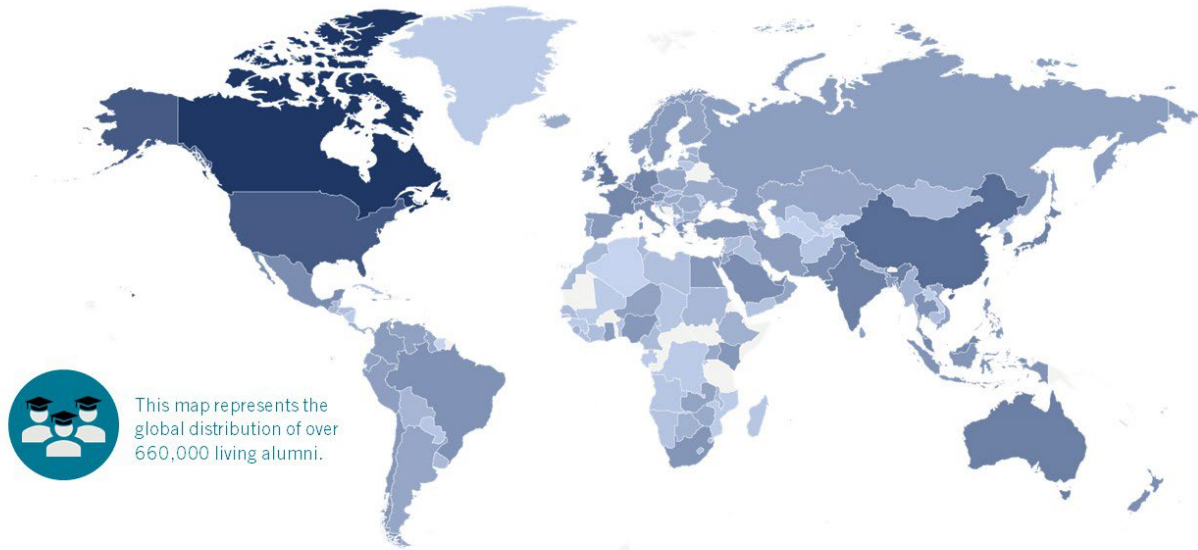 This map represents the
global distribution of over
660,000 living alumni.